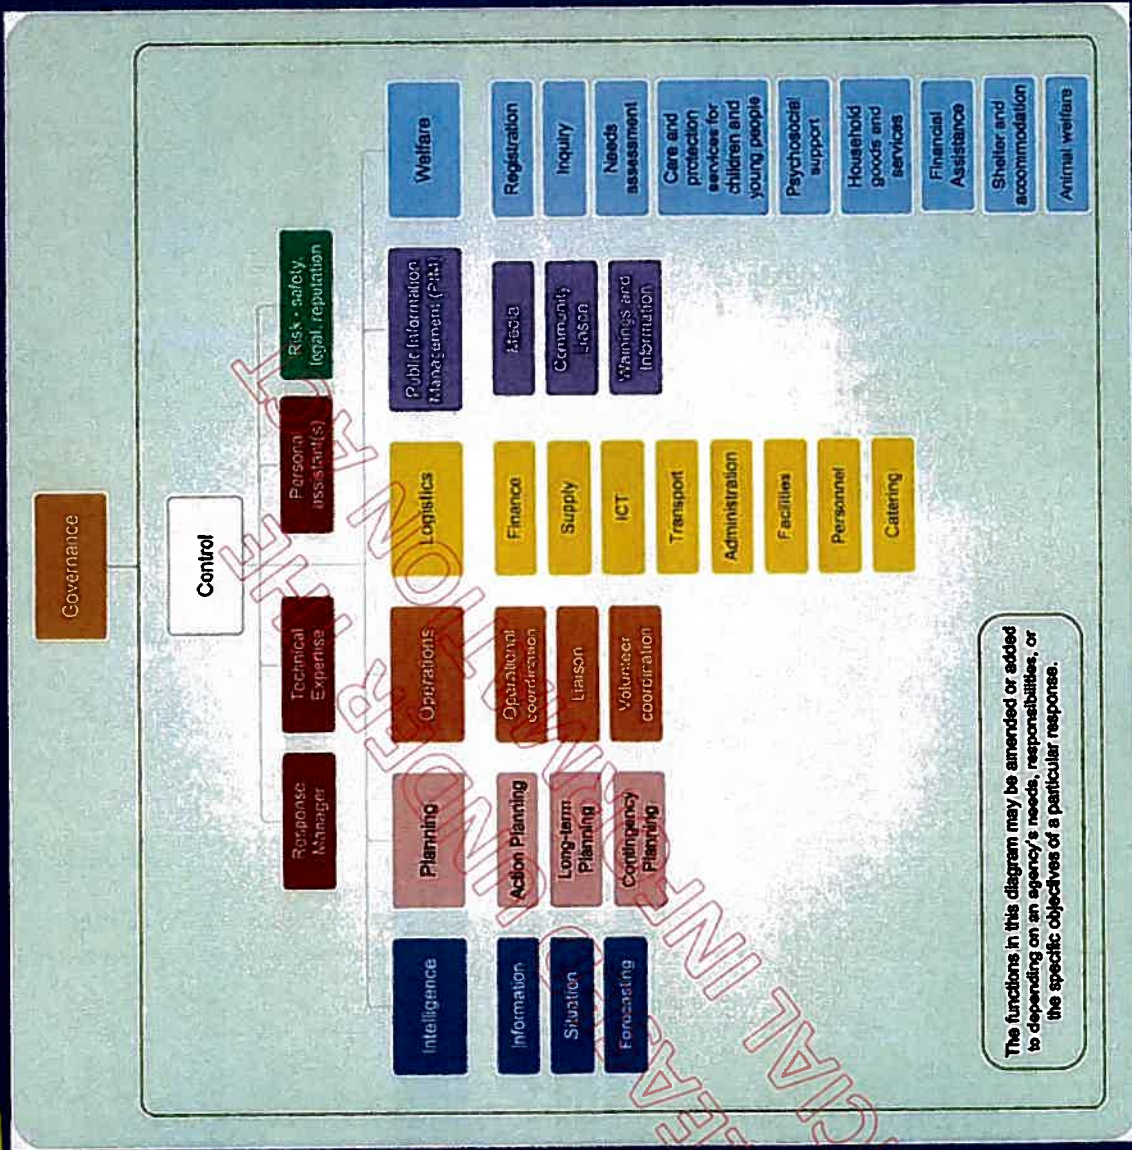 Governance
Control
Response
Manager
Technical
Expertise
Personal
assistant(s)
Risk - safety,
legal, reputation
Intelligence
Information
Situation
Forecasting
Planning
Action Planning
Long-term
Planning
Contingency
Planning
Operations
Operational
coordination
Liaison
Volunteer
coordination
Logistics
Finance
Supply
ICT
Transport
Administration
Facilities
Personnel
Catering
Public Information
Management (PIM)
Media
Community
Liaison
Warnings and
Information
Welfare
Registration
Inquiry
Needs
assessment
Care and
protection
services for
children and
young people
Psychosocial
support
Household
goods and
services
Financial
Assistance
Shelter and
accommodation
Animal welfare
The functions in this diagram may be amended or added
to depending on an agency's needs, responsibilities, or
the specific objectives of a particular response.
UNDER THE
INFORMATION ACT